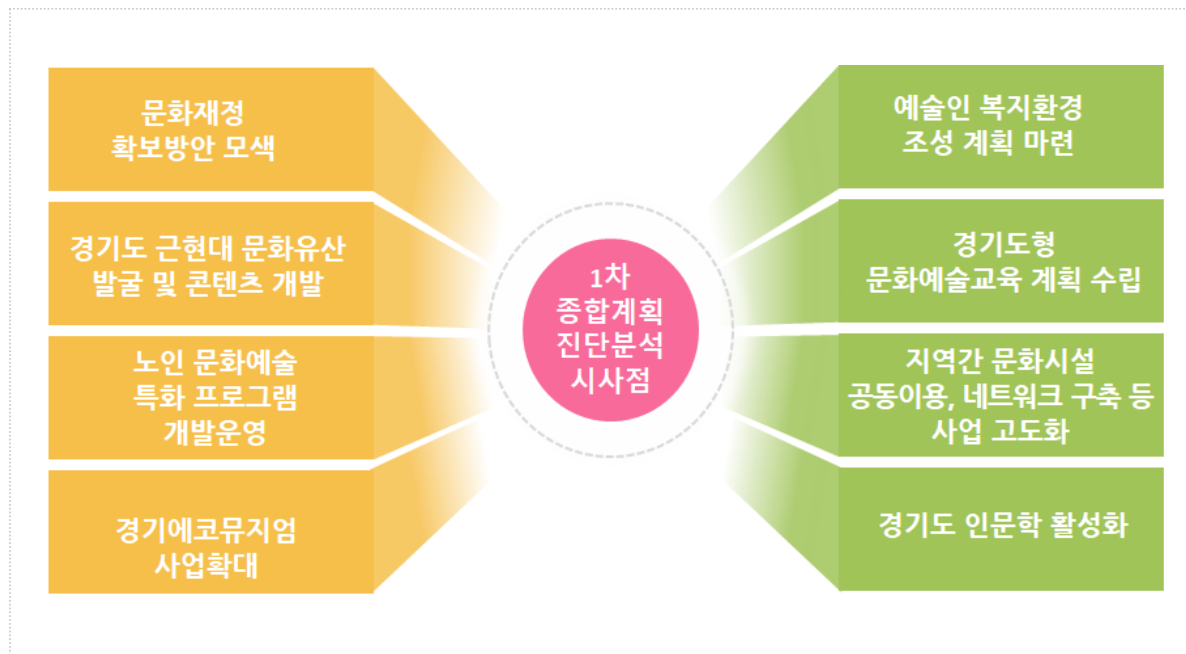 문화재정
확보방안 모색
경기도 근현대 문화유산
발굴 및 콘텐츠 개발
노인 문화예술
특화 프로그램
개발운영
경기에코뮤지엄
사업확대
1차
종합계획
진단분석
시사점
예술인 복지환경
조성 계획 마련
경기도형
문화예술교육 계획 수립
지역간 문화시설
공동이용, 네트워크 구축 등
사업 고도화
경기도 인문학 활성화